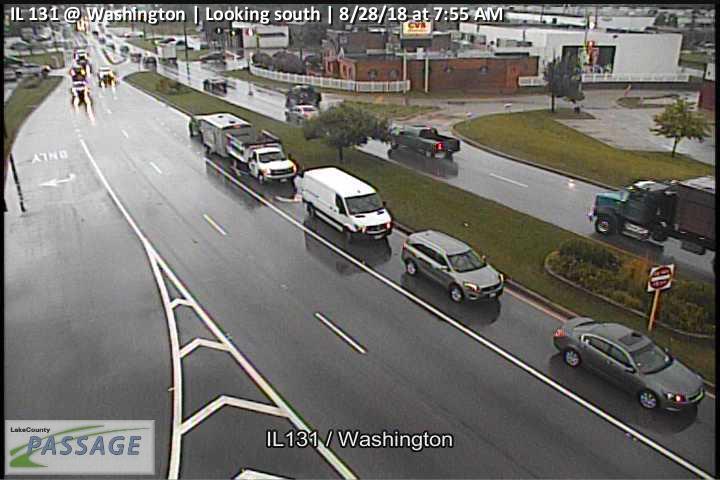 IL 131 @ Washington | Looking south | 8/28/18 at 7:55 AM
CVS
ONLY
LakeCounty
PASSAGE
IL131 / Washington